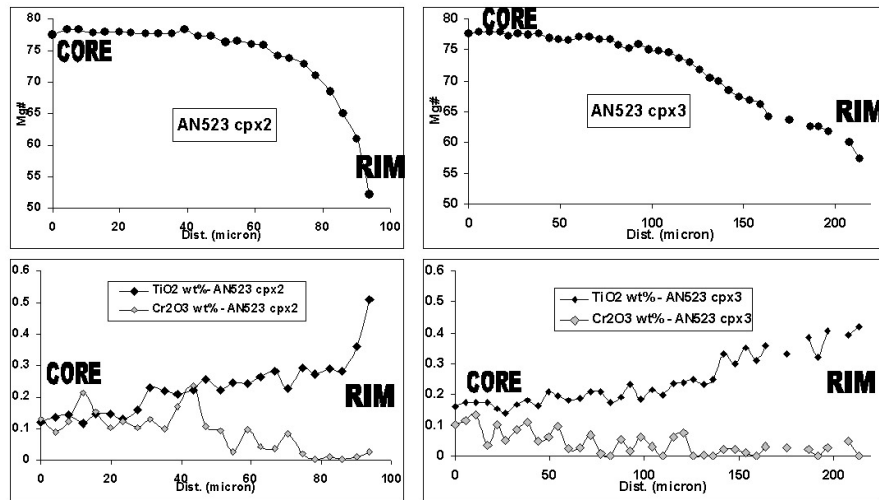 80
75
70
65
60
55
50
Mg#
CORE
AN523 cpx2
RIM
0 20 40 60 80 100
Dist. (micron)
80
75
70
65
60
55
50
Mg#
CORE
AN523 cpx3
RIM
0 50 100 150 200
Dist. (micron)
0.6
0.5
0.4
0.3
0.2
0.1
0
TiO2 wt%- AN523 cpx2
Cr2O3 wt%- AN523 cpx2
CORE
RIM
0 20 40 60 80 100
Dist. (micron)
0.6
0.5
0.4
0.3
0.2
0.1
0
TiO2 wt% - AN523 cpx3
Cr2O3 wt% - AN523 cpx3
CORE
RIM
0 50 100 150 200
Dist. (micron)